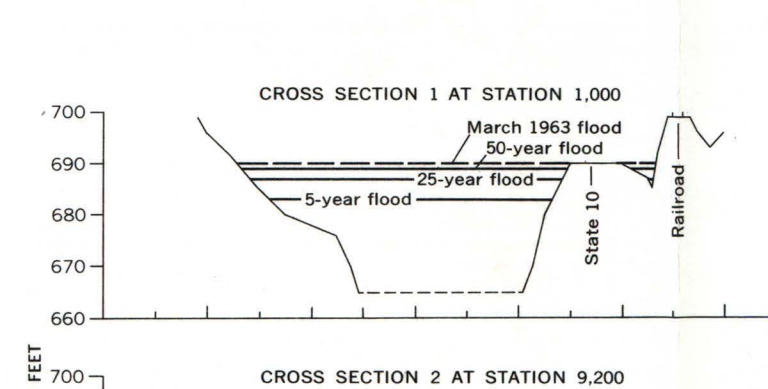 CROSS SECTION 1 AT STATION 1,000
700
March 1963 flood
50-year flood
690
25-year flood
5-year flood
680
State 10
Railroad
670
660
FEET
700
CROSS SECTION 2 AT STATION 9,200